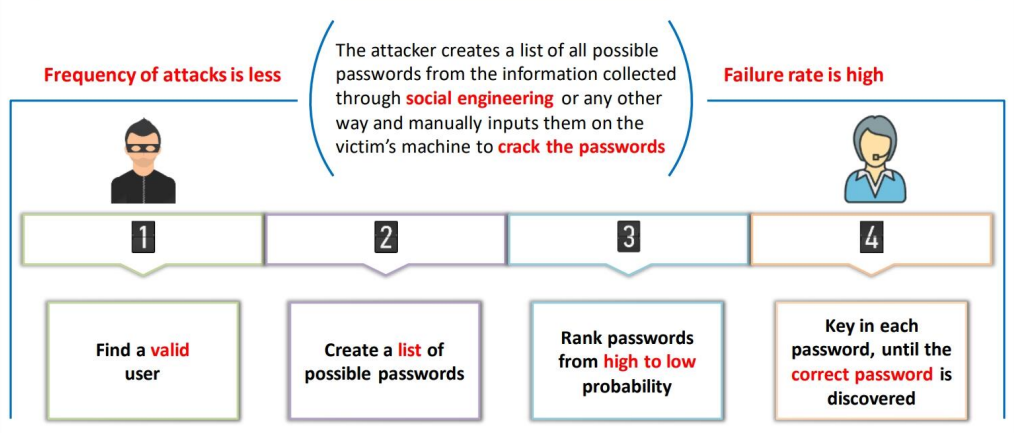 Frequency of attacks is less
The attacker creates a list of all possible
passwords from the information collected
through social engineering or any other
way and manually inputs them on the
victim's machine to crack the passwords
Failure rate is high
1
2
3
4
Find a valid
user
Create a list of
possible passwords
Rank passwords
from high to low
probability
Key in each
password, until the
correct password is
discovered